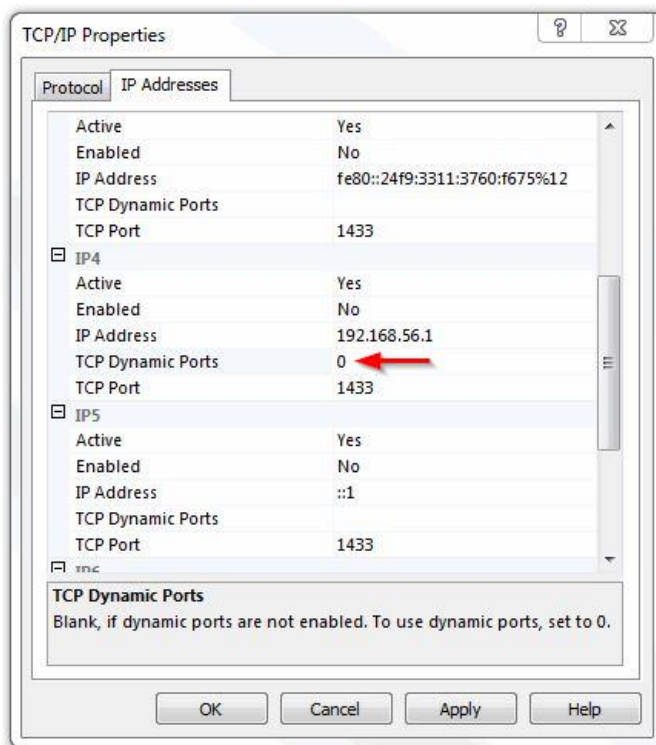 TCP/IP Properties
Protocol IP Addresses
Active Yes
Enabled No
IP Address fe80::24f9:3311:3760:f675%12
TCP Dynamic Ports
TCP Port 1433
IP4
Active Yes
Enabled No
IP Address 192.168.56.1
TCP Dynamic Ports 0
TCP Port 1433
IP5
Active Yes
Enabled No
IP Address ::1
TCP Dynamic Ports
TCP Port 1433
IP6
TCP Dynamic Ports
Blank, if dynamic ports are not enabled. To use dynamic ports, set to 0.
OK Cancel Apply Help